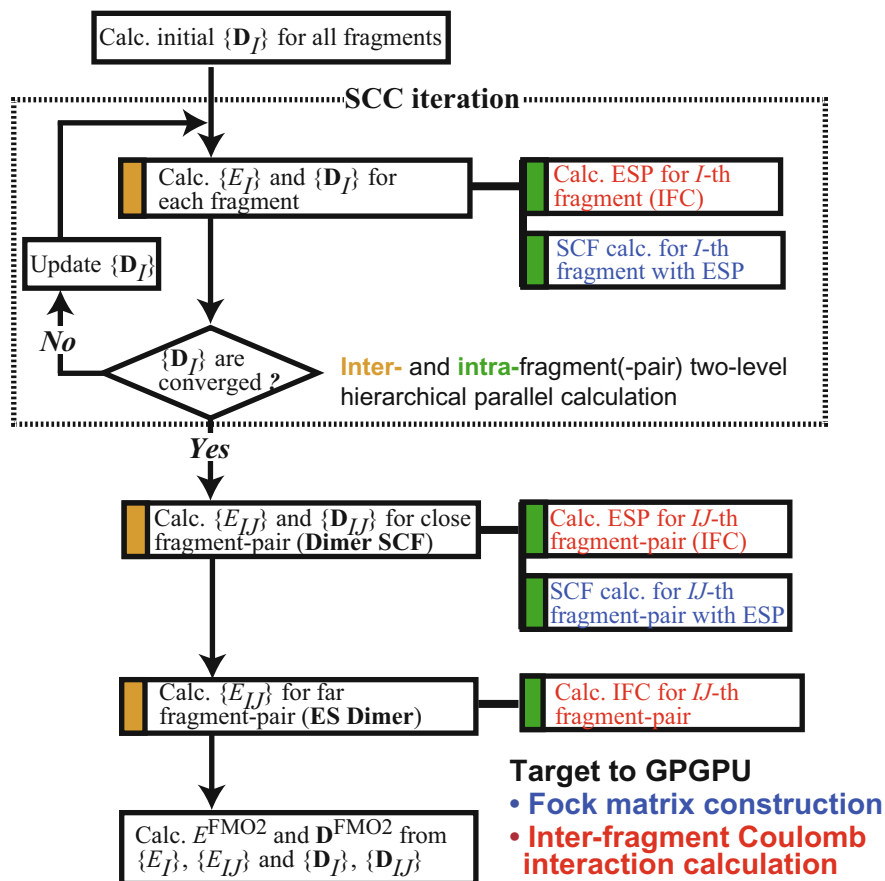 Calc. initial {D_I} for all fragments
SCC iteration
Calc. {E_I} and {D_I} for
each fragment
Calc. ESP for I-th
fragment (IFC)
SCF calc. for I-th
fragment with ESP
Update {D_I}
No
{D_I} are
converged ?
Inter- and intra-fragment(-pair) two-level
hierarchical parallel calculation
Yes
Calc. {E_IJ} and {D_IJ} for close
fragment-pair (Dimer SCF)
Calc. ESP for IJ-th
fragment-pair (IFC)
SCF calc. for IJ-th
fragment-pair with ESP
Calc. {E_IJ} for far
fragment-pair (ES Dimer)
Calc. IFC for IJ-th
fragment-pair
Target to GPGPU
• Fock matrix construction
• Inter-fragment Coulomb
interaction calculation
Calc. E^FMO2 and D^FMO2 from
{E_I}, {E_IJ} and {D_I}, {D_IJ}